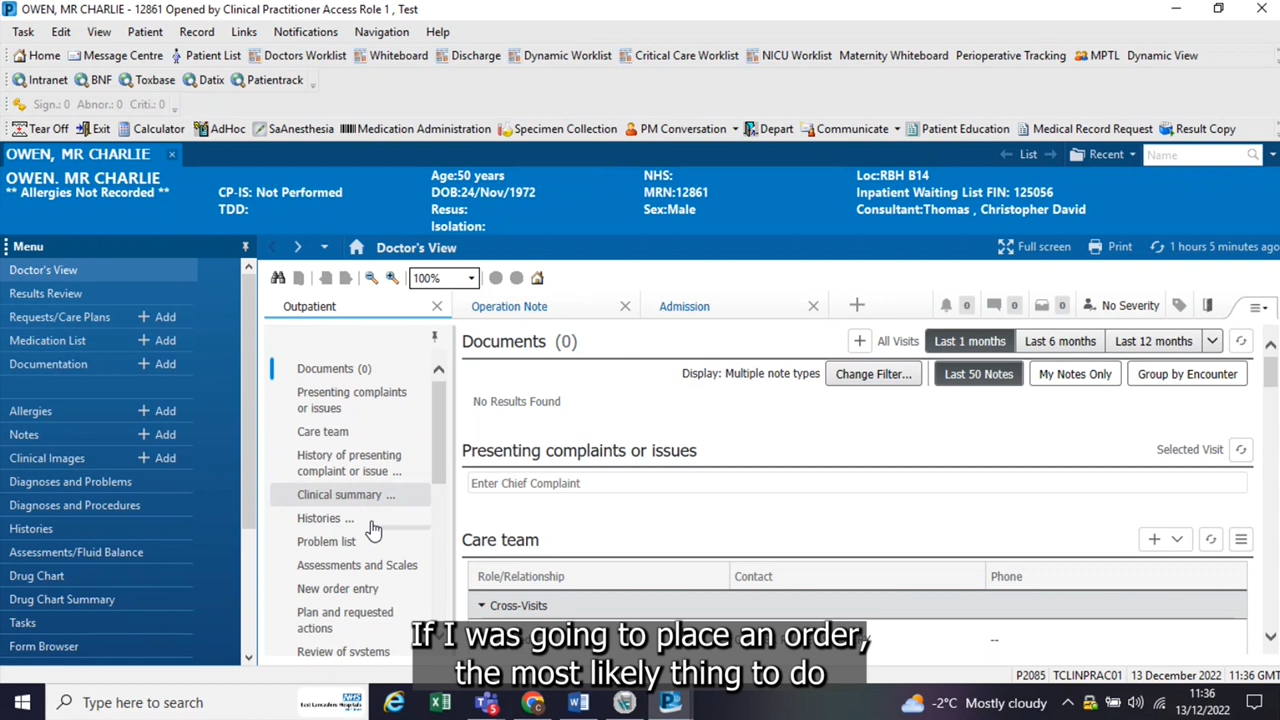 OWEN, MR CHARLIE - 12861 Opened by Clinical Practitioner Access Role 1 , Test
Task Edit View Patient Record Links Notifications Navigation Help
Home Message Centre Patient List Doctors Worklist Whiteboard Discharge Dynamic Worklist Critical Care Worklist NICU Worklist Maternity Whiteboard Perioperative Tracking MPTL Dynamic View
Intranet BNF Toxbase Datix Patientrack
Sign.: 0 Abnor.: 0 Criti.: 0
Tear Off Exit Calculator AdHoc SaAnesthesia Medication Administration Specimen Collection PM Conversation Depart Communicate Patient Education Medical Record Request Result Copy
OWEN, MR CHARLIE List Recent Name
OWEN. MR CHARLIE Age:50 years NHS: Loc:RBH B14
** Allergies Not Recorded ** CP-IS: Not Performed DOB:24/Nov/1972 MRN:12861 Inpatient Waiting List FIN: 125056
TDD: Resus: Sex:Male Consultant:Thomas , Christopher David
Isolation:
Menu Doctor's View Full screen Print 1 hours 5 minutes ago
Doctor's View 100%
Results Review
Requests/Care Plans + Add
Medication List + Add
Documentation + Add
Allergies + Add
Notes + Add
Clinical Images + Add
Diagnoses and Problems
Diagnoses and Procedures
Histories
Assessments/Fluid Balance
Drug Chart
Drug Chart Summary
Tasks
Form Browser
Outpatient Operation Note Admission 0 0 0 No Severity
Documents (0)
Presenting complaints
or issues
Care team
History of presenting
complaint or issue ...
Clinical summary ...
Histories ...
Problem list
Assessments and Scales
New order entry
Plan and requested
actions
Review of systems
Documents (0) All Visits Last 1 months Last 6 months Last 12 months
Display: Multiple note types Change Filter... Last 50 Notes My Notes Only Group by Encounter
No Results Found
Presenting complaints or issues Selected Visit
Enter Chief Complaint
Care team
Role/Relationship Contact Phone
Cross-Visits
--
If I was going to place an order,
the most likely thing to do
P2085 TCLINPRAC01 13 December 2022 11:36 GM
Type here to search NHS East Lancashire Hospitals -2°C Mostly cloudy 11:36
13/12/2022